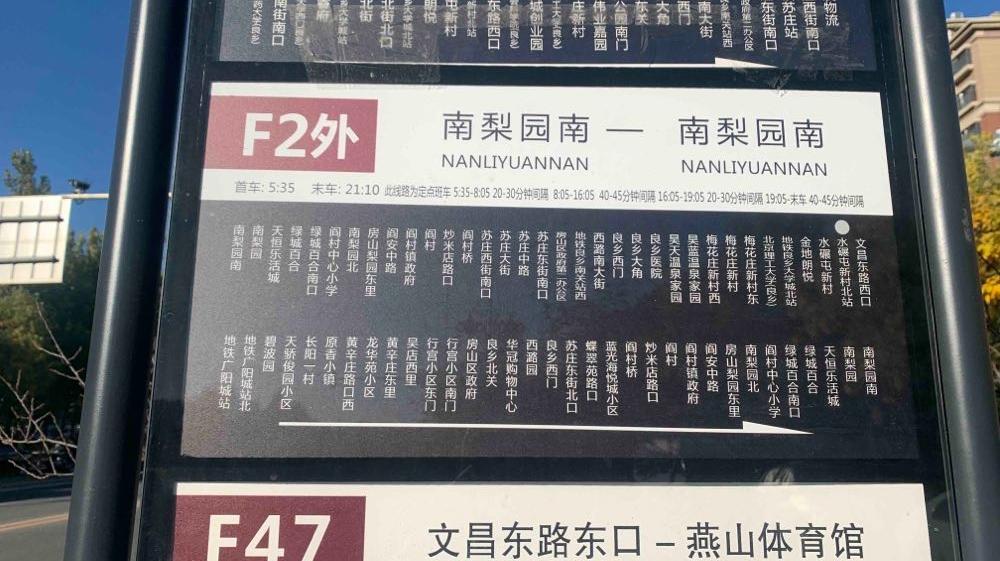 F2外
南梨园南 — 南梨园南
NANLIYUANNAN NANLIYUANNAN
首车: 5:35 末车: 21:10 此线路为定点班车 5:35-8:05 20-30分钟间隔 8:05-16:05 40-45分钟间隔 16:05-19:05 20-30分钟间隔 19:05-末车 40-45分钟间隔
南梨园南
南梨园
天恒乐活城
绿城百合
绿城百合南口
阎村中心小学
南梨园北
房山梨园东里
阎安中路
阎村镇政府
阎村
炒米店路口
阎村桥
苏庄西街南口
苏庄大街
苏庄中路
苏庄东街南口
房山区政府第二办公区
地铁良乡南关站西
西潞南大街
良乡西门
良乡大角
良乡医院
昊天温泉家园
昊蓝温泉家园
梅花庄新村西
梅花庄新村
梅花庄新村东
北京理工大学(良乡)
地铁良乡大学城北站
金地朗悦
水碾屯新村
水碾屯新村北站
文昌东路西口
地铁广阳城站
地铁广阳城站北
碧波园
天骄俊园小区
长阳一村
原香小镇
黄辛庄路口西
龙华苑小区
黄辛庄东里
吴店西里
行宫小区东门
行宫小区南门
房山区政府
良乡北关
华冠购物中心
西潞园
良乡西门
苏庄东街北口
蝶翠苑路口
蓝光海悦城小区
阎村桥
炒米店路口
阎村
阎村镇政府
阎安中路
房山梨园东里
南梨园北
阎村中心小学
绿城百合南口
绿城百合
天恒乐活城
南梨园
南梨园南
F47
文昌东路东口 – 燕山体育馆